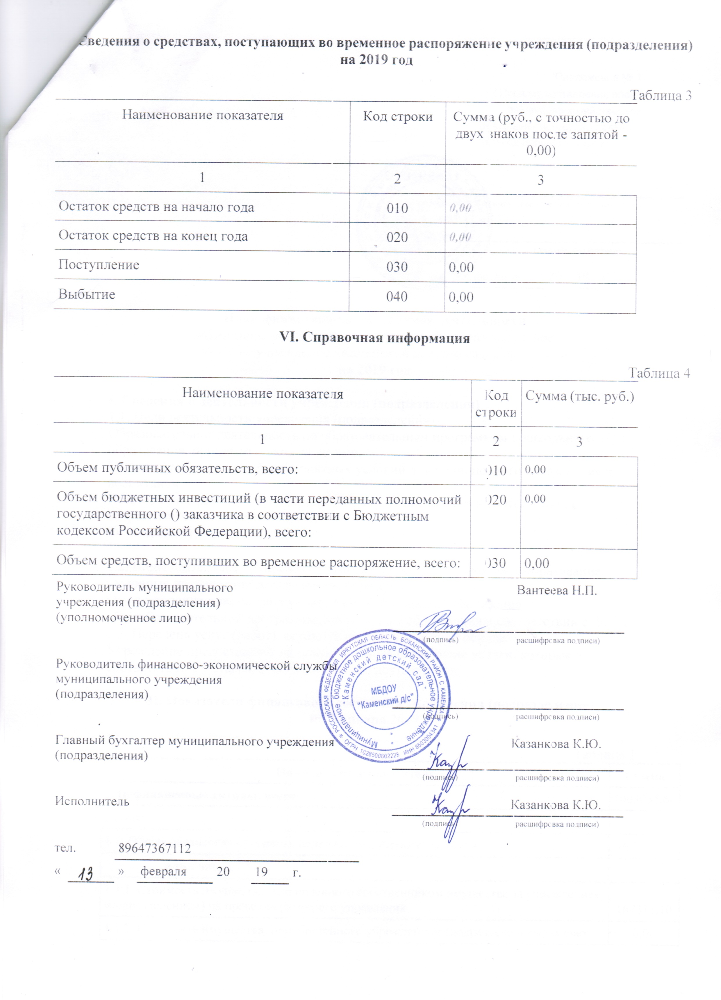 Сведения о средствах, поступающих во временное распоряжение учреждения (подразделения)
на 2019 год
Таблица 3
Наименование показателя Код строки Сумма (руб., с точностью до
двух знаков после запятой -
0,00)
1 2 3
Остаток средств на начало года 010 0,00
Остаток средств на конец года 020 0,00
Поступление 030 0,00
Выбытие 040 0,00
VI. Справочная информация
Таблица 4
Наименование показателя Код Сумма (тыс. руб.)
строки
1 2 3
Объем публичных обязательств, всего: 010 0,00
Объем бюджетных инвестиций (в части переданных полномочий 020 0,00
государственного () заказчика в соответствии с Бюджетным
кодексом Российской Федерации), всего:
Объем средств, поступивших во временное распоряжение, всего: 030 0,00
Руководитель муниципального Вантеева Н.П.
учреждения (подразделения)
(уполномоченное лицо)
(подпись) расшифровка подписи)
Руководитель финансово-экономической службы
муниципального учреждения
(подразделения)
(подпись) расшифровка подписи)
* РОССИЙСКАЯ ФЕДЕРАЦИЯ ИРКУТСКАЯ ОБЛАСТЬ БОХАНСКИЙ РАЙОН С КАМЕНКА *
ОГРН 1028500602228 ИНН 8503004341
Муниципальное бюджетное дошкольное образовательное учреждение
"Каменский детский сад"
МБДОУ
"Каменский д/с"
Главный бухгалтер муниципального учреждения Казанкова К.Ю.
(подразделения)
(подпись) расшифровка подписи)
Исполнитель Казанкова К.Ю.
(подпись) расшифровка подписи)
тел. 89647367112
« 13 » февраля 20 19 г.